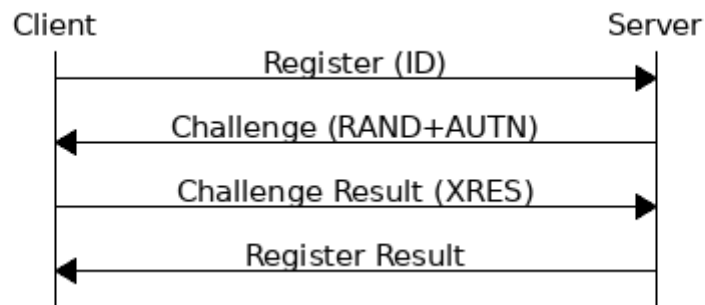 Client Server
Register (ID)
Challenge (RAND+AUTN)
Challenge Result (XRES)
Register Result